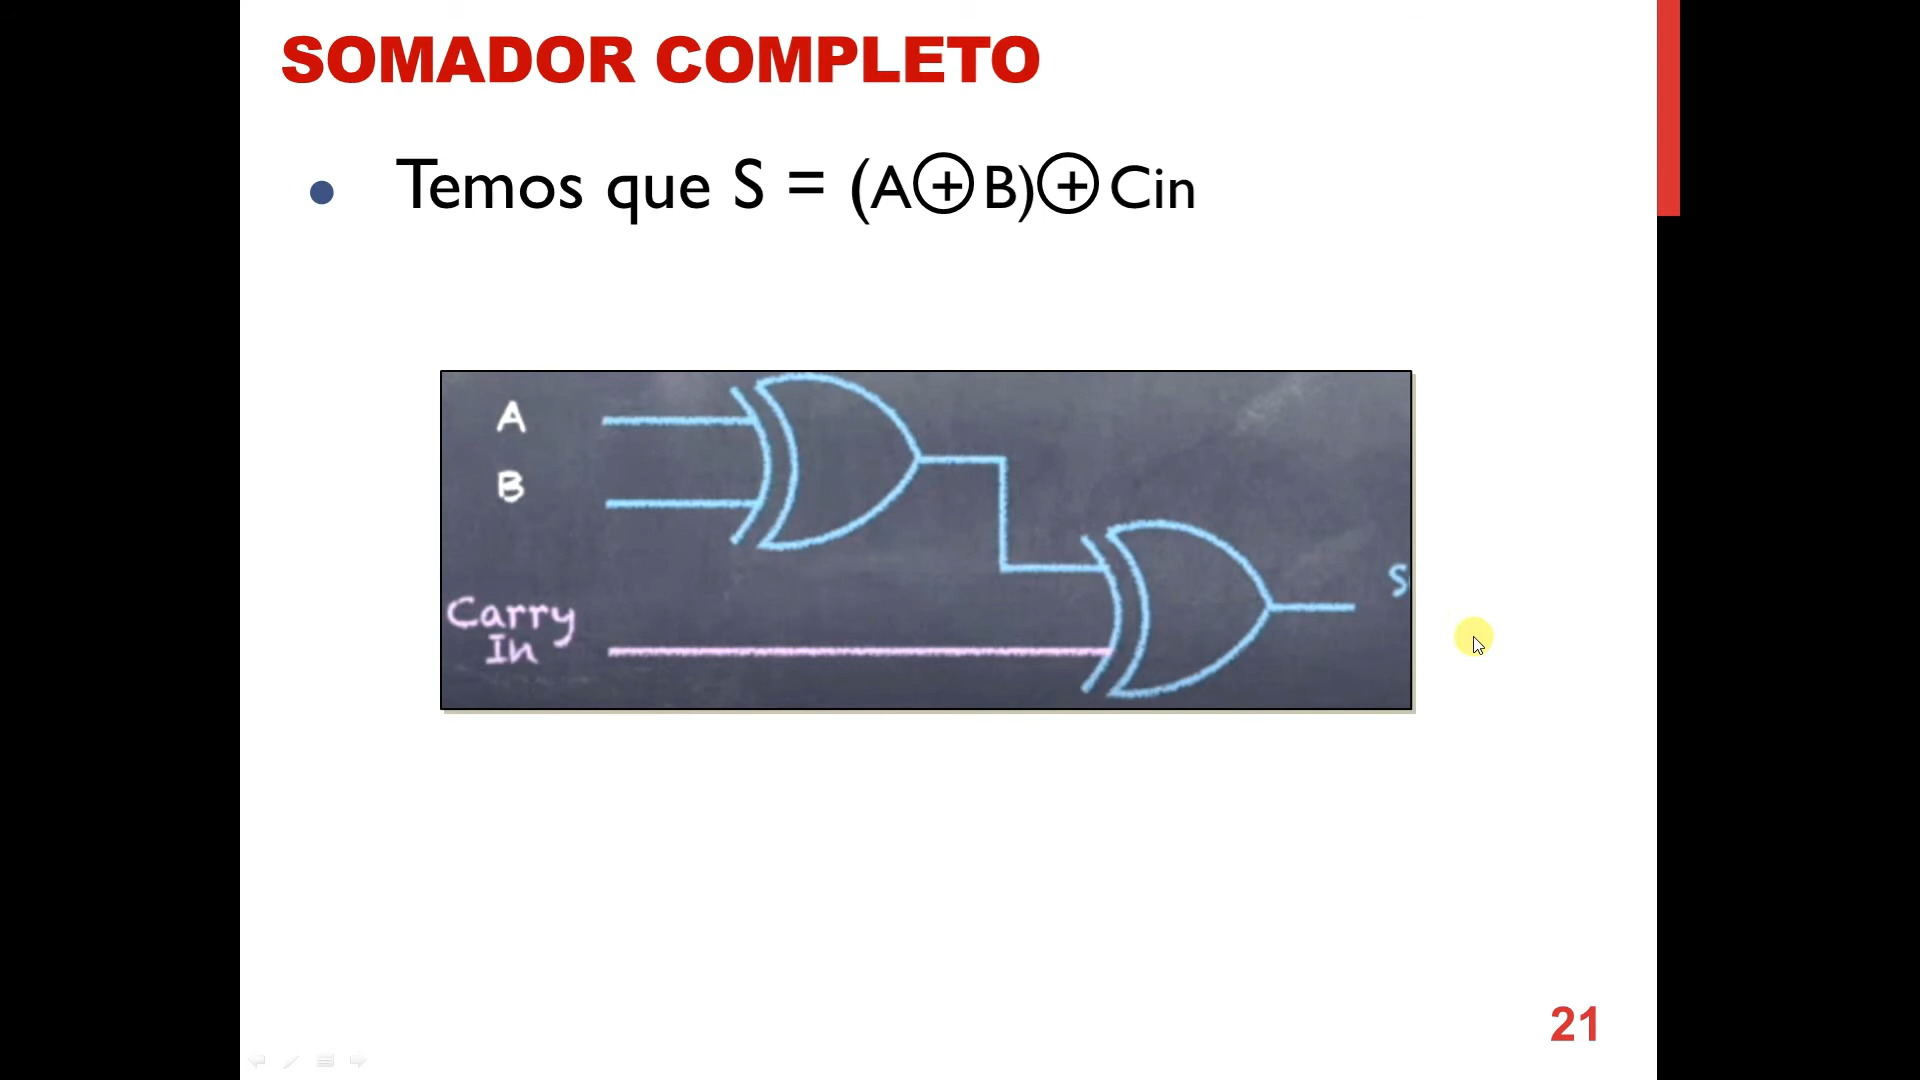 SOMADOR COMPLETO
• Temos que S = (A⊕B)⊕Cin
A
B
Carry
In
S
21